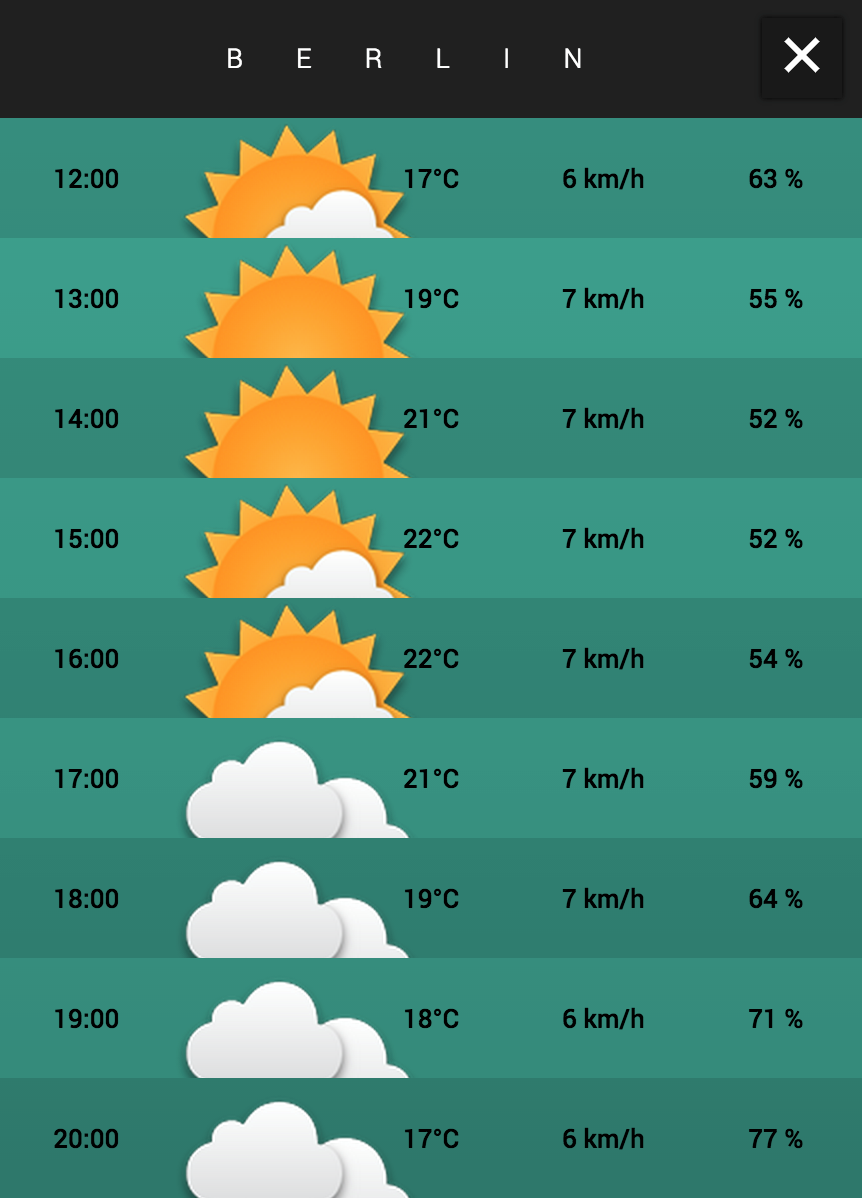 B E R L I N
12:00 17°C 6 km/h 63 %
13:00 19°C 7 km/h 55 %
14:00 21°C 7 km/h 52 %
15:00 22°C 7 km/h 52 %
16:00 22°C 7 km/h 54 %
17:00 21°C 7 km/h 59 %
18:00 19°C 7 km/h 64 %
19:00 18°C 6 km/h 71 %
20:00 17°C 6 km/h 77 %